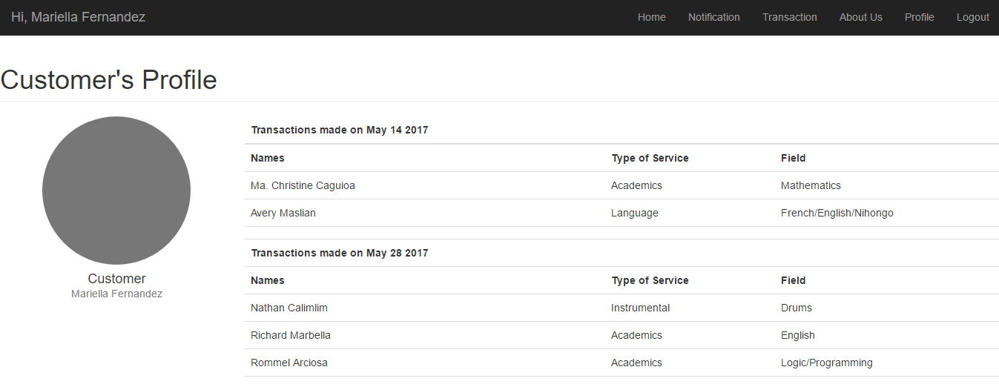 Hi, Mariella Fernandez Home Notification Transaction About Us Profile Logout
Customer's Profile
Customer
Mariella Fernandez
Transactions made on May 14 2017
Names Type of Service Field
Ma. Christine Caguioa Academics Mathematics
Avery Maslian Language French/English/Nihongo
Transactions made on May 28 2017
Names Type of Service Field
Nathan Calimlim Instrumental Drums
Richard Marbella Academics English
Rommel Arciosa Academics Logic/Programming